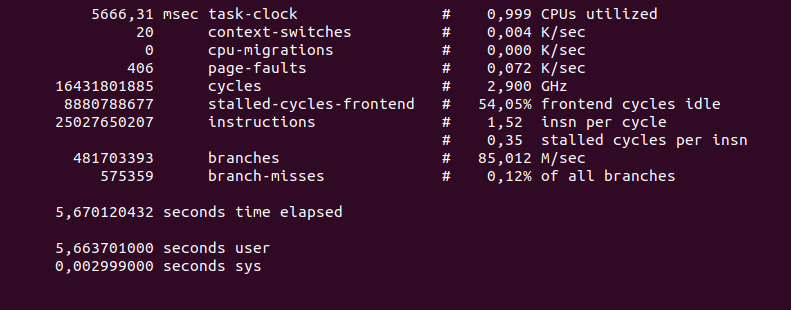 5666,31 msec task-clock # 0,999 CPUs utilized
20 context-switches # 0,004 K/sec
0 cpu-migrations # 0,000 K/sec
406 page-faults # 0,072 K/sec
16431801885 cycles # 2,900 GHz
8880788677 stalled-cycles-frontend # 54,05% frontend cycles idle
25027650207 instructions # 1,52 insn per cycle
# 0,35 stalled cycles per insn
481703393 branches # 85,012 M/sec
575359 branch-misses # 0,12% of all branches
5,670120432 seconds time elapsed
5,663701000 seconds user
0,002999000 seconds sys